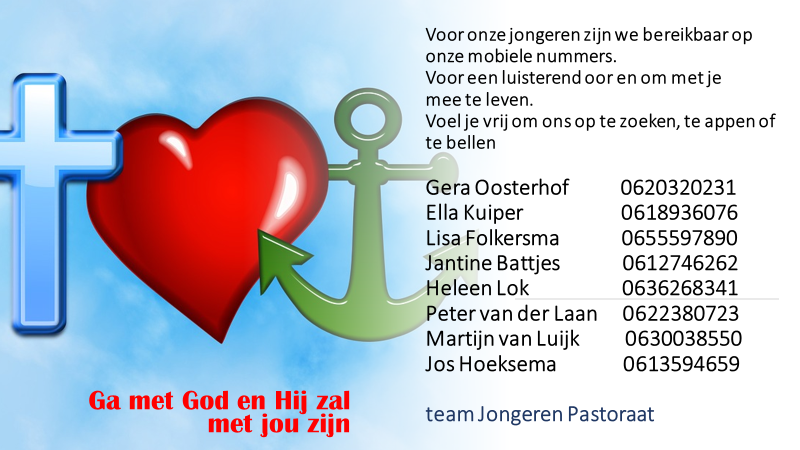 Voor onze jongeren zijn we bereikbaar op
onze mobiele nummers.
Voor een luisterend oor en om met je
mee te leven.
Voel je vrij om ons op te zoeken, te appen of
te bellen
Gera Oosterhof 0620320231
Ella Kuiper 0618936076
Lisa Folkersma 0655597890
Jantine Battjes 0612746262
Heleen Lok 0636268341
Peter van der Laan 0622380723
Martijn van Luijk 0630038550
Jos Hoeksema 0613594659
team Jongeren Pastoraat
Ga met God en Hij zal
met jou zijn